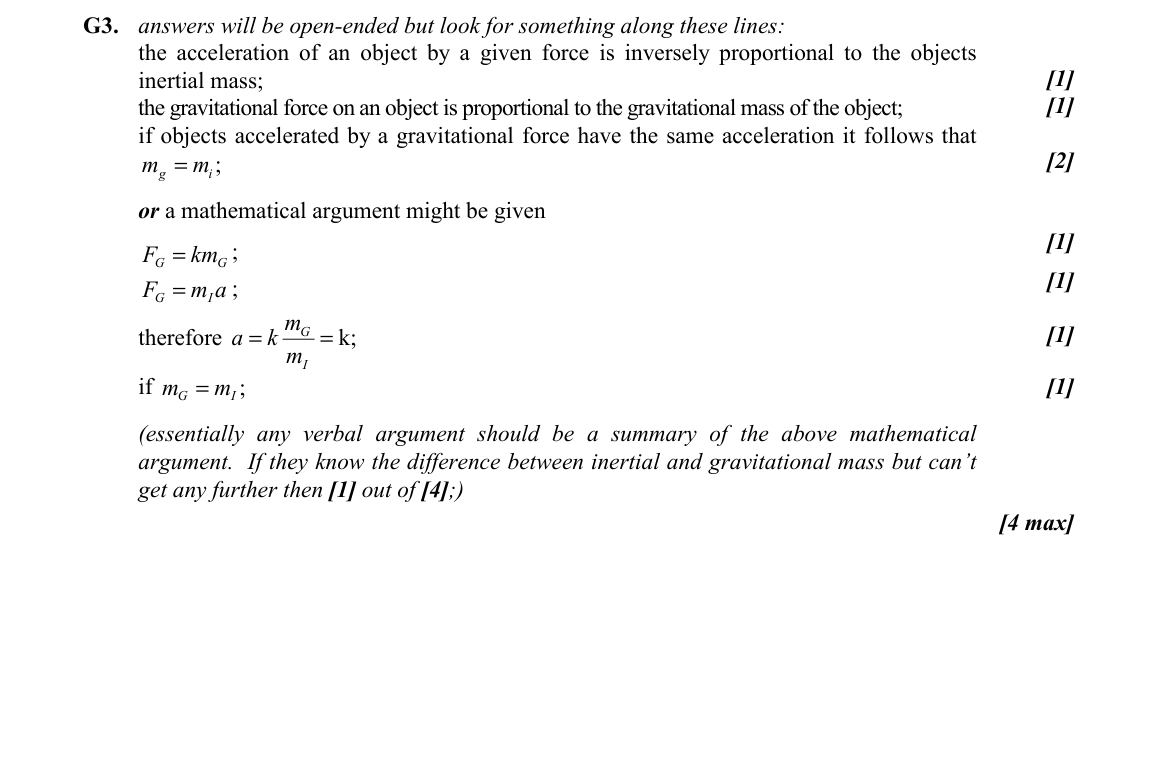 G3. answers will be open-ended but look for something along these lines:
the acceleration of an object by a given force is inversely proportional to the objects
inertial mass; [1]
the gravitational force on an object is proportional to the gravitational mass of the object; [1]
if objects accelerated by a gravitational force have the same acceleration it follows that
m_g = m_i; [2]
or a mathematical argument might be given
F_G = km_G; [1]
F_G = m_I a; [1]
therefore a = k m_G/m_I = k; [1]
if m_G = m_I; [1]
(essentially any verbal argument should be a summary of the above mathematical
argument. If they know the difference between inertial and gravitational mass but can't
get any further then [1] out of [4];)
[4 max]